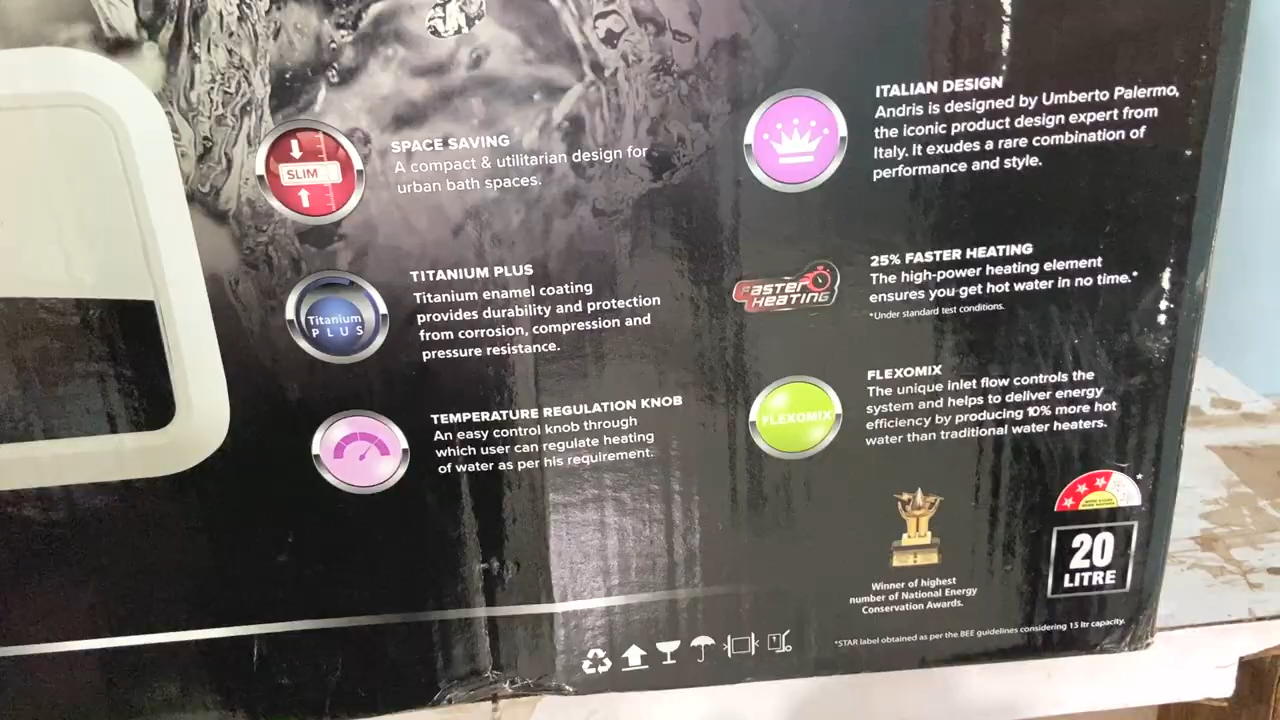 SPACE SAVING
A compact & utilitarian design for
urban bath spaces.
SLIM
TITANIUM PLUS
Titanium enamel coating
provides durability and protection
from corrosion, compression and
pressure resistance.
Titanium
PLUS
TEMPERATURE REGULATION KNOB
An easy control knob through
which user can regulate heating
of water as per his requirement.
ITALIAN DESIGN
Andris is designed by Umberto Palermo,
the iconic product design expert from
Italy. It exudes a rare combination of
performance and style.
25% FASTER HEATING
The high-power heating element
ensures you get hot water in no time.*
*Under standard test conditions.
FASTER
HEATING
FLEXOMIX
The unique inlet flow controls the
system and helps to deliver energy
efficiency by producing 10% more hot
water than traditional water heaters.
FLEXOMIX
Winner of highest
number of National Energy
Conservation Awards.
*
20
LITRE
*STAR label obtained as per the BEE guidelines considering 15 ltr capacity.